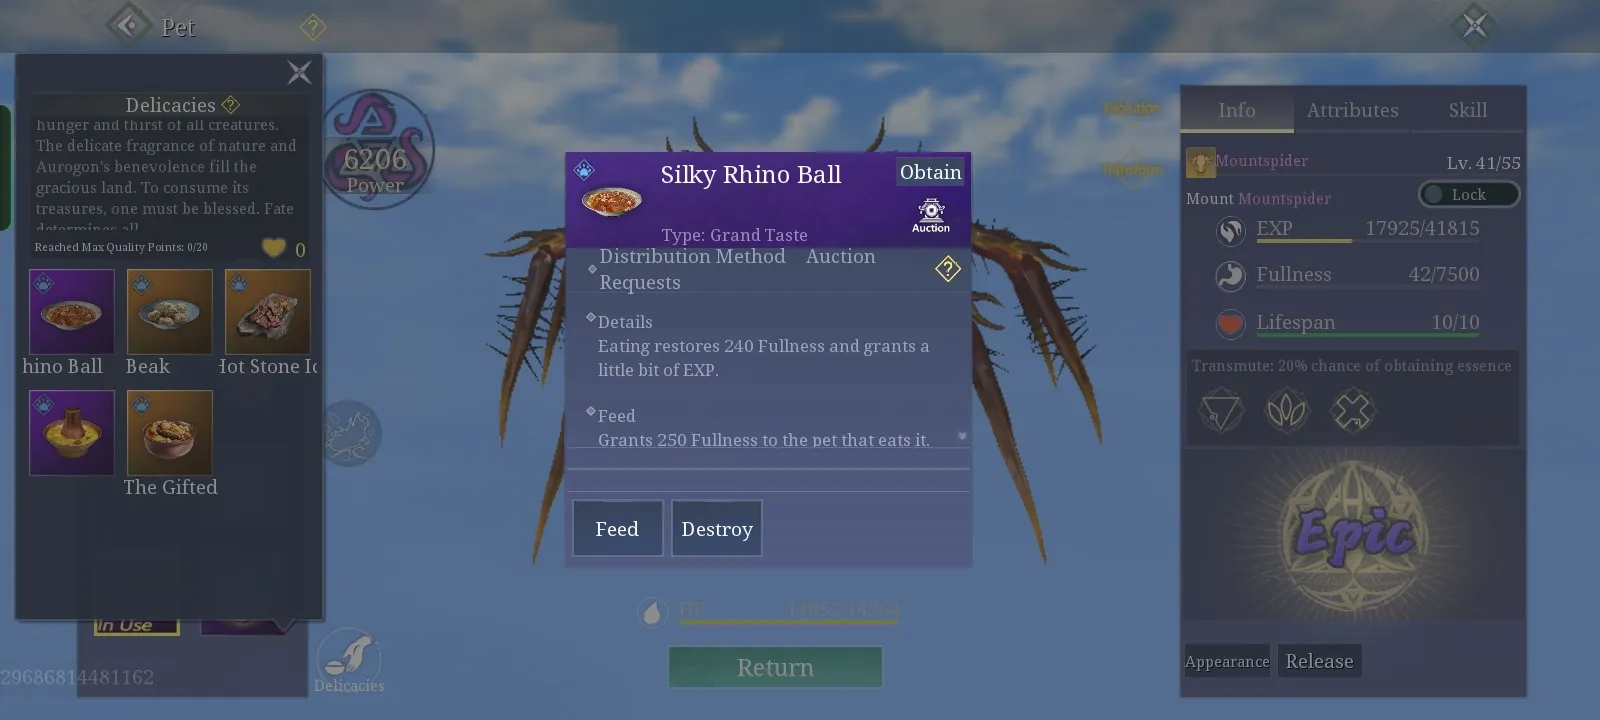 Pet
Delicacies
hunger and thirst of all creatures.
The delicate fragrance of nature and
Aurogon's benevolence fill the
gracious land. To consume its
treasures, one must be blessed. Fate
determines all
Reached Max Quality Points: 0/20
0
hino Ball
Beak
Hot Stone Ic
The Gifted
In Use
29686814481162
Delicacies
6206
Power
Silky Rhino Ball
Obtain
Auction
Type: Grand Taste
Distribution Method Auction
Requests
Details
Eating restores 240 Fullness and grants a
little bit of EXP.
Feed
Grants 250 Fullness to the pet that eats it.
Feed
Destroy
HP
Return
Evolution
Transform
Info
Attributes
Skill
Mountspider
Lv. 41/55
Mount Mountspider
Lock
EXP 17925/41815
Fullness 42/7500
Lifespan 10/10
Transmute: 20% chance of obtaining essence
Epic
Appearance
Release